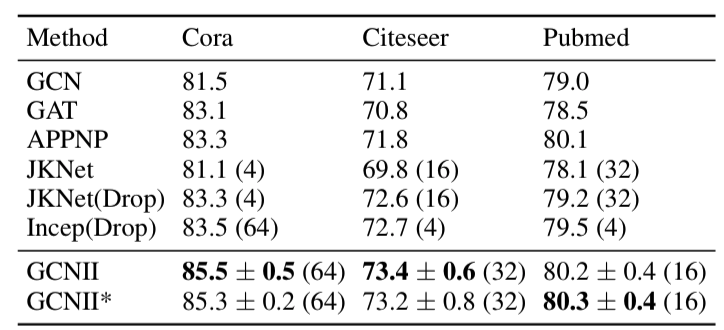 Method Cora Citeseer Pubmed
GCN 81.5 71.1 79.0
GAT 83.1 70.8 78.5
APPNP 83.3 71.8 80.1
JKNet 81.1 (4) 69.8 (16) 78.1 (32)
JKNet(Drop) 83.3 (4) 72.6 (16) 79.2 (32)
Incep(Drop) 83.5 (64) 72.7 (4) 79.5 (4)
GCNII 85.5 ± 0.5 (64) 73.4 ± 0.6 (32) 80.2 ± 0.4 (16)
GCNII* 85.3 ± 0.2 (64) 73.2 ± 0.8 (32) 80.3 ± 0.4 (16)